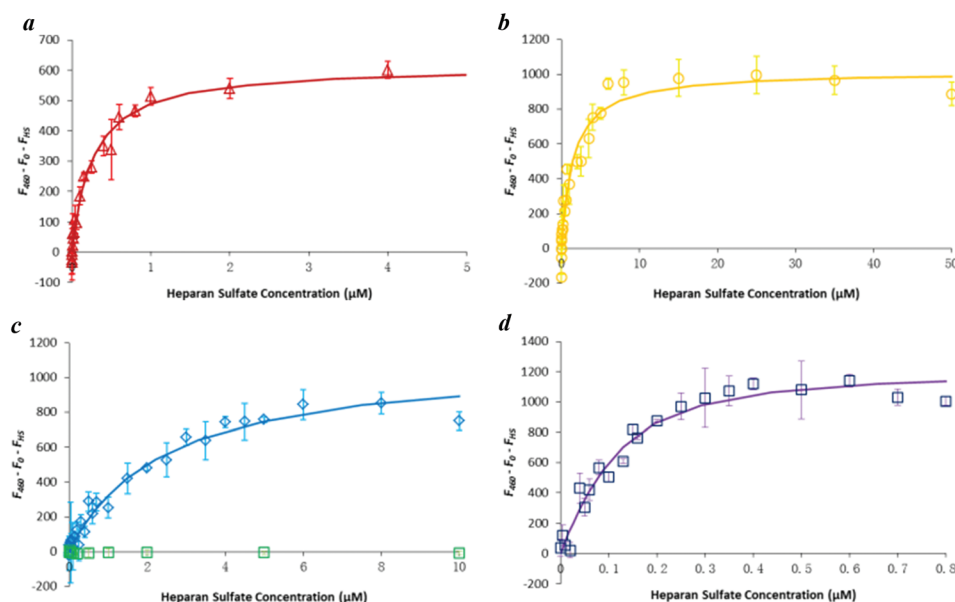 a
700
600
500
400
300
200
100
0
-100
1 2 3 4 5
F460 - F0 - FHS
Heparan Sulfate Concentration (μM)
b
1200
1000
800
600
400
200
0
-200
0 10 20 30 40 50
F460 - F0 - FHS
Heparan Sulfate Concentration (μM)
c
1200
1000
800
600
400
200
0
-200
0 2 4 6 8 10
F460 - F0 - FHS
Heparan Sulfate Concentration (μM)
d
1400
1200
1000
800
600
400
200
0
-200
0 0.1 0.2 0.3 0.4 0.5 0.6 0.7 0.8
F460 - F0 - FHS
Heparan Sulfate Concentration (μM)